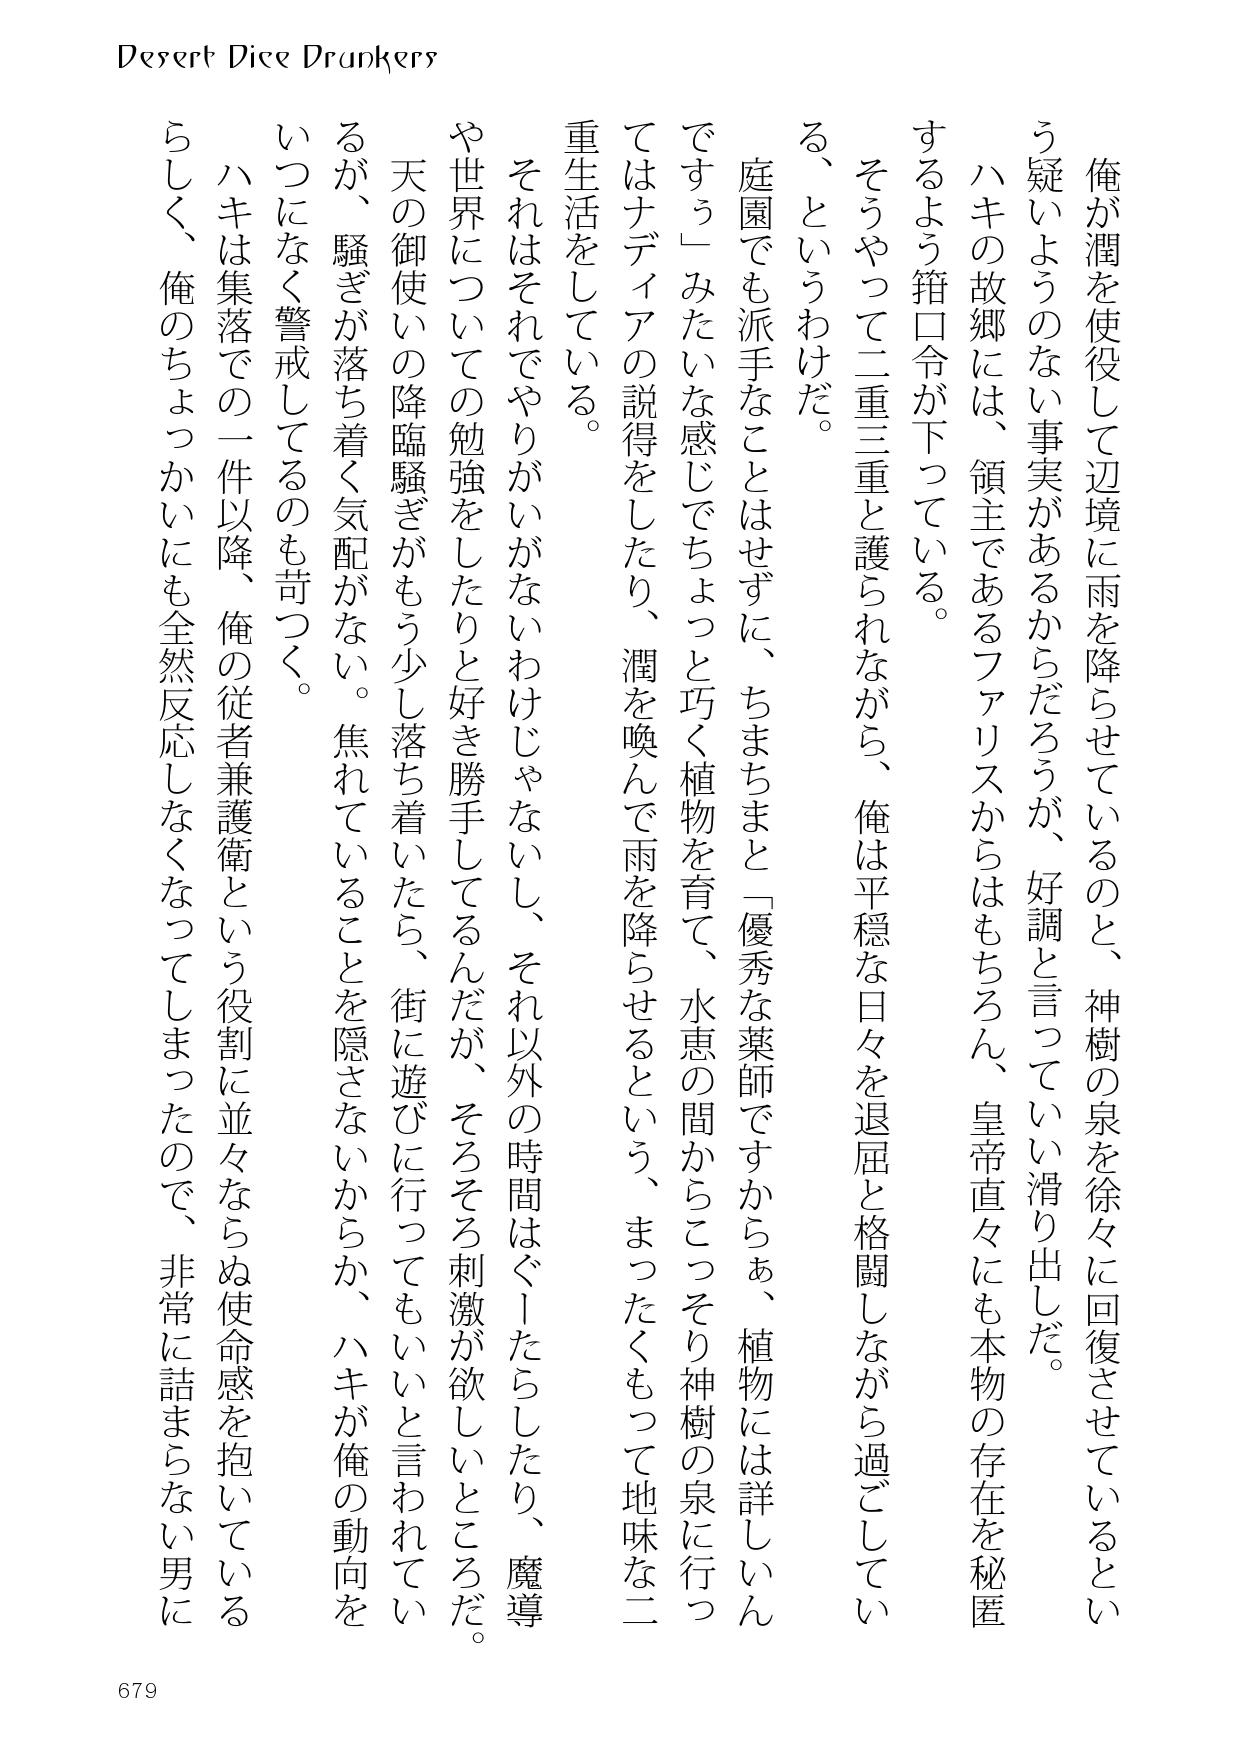 Desert Dice Drunkers
　俺が潤を使役して辺境に雨を降らせているのと、神樹の泉を徐々に回復させているとい
う疑いようのない事実があるからだろうが、好調と言っていい滑り出しだ。
　ハキの故郷には、領主であるファリスからはもちろん、皇帝直々にも本物の存在を秘匿
するよう箝口令が下っている。
　そうやって二重三重と護られながら、俺は平穏な日々を退屈と格闘しながら過ごしてい
る、というわけだ。
　庭園でも派手なことはせずに、ちまちまと「優秀な薬師ですからぁ、植物には詳しいん
ですぅ」みたいな感じでちょっと巧く植物を育て、水恵の間からこっそり神樹の泉に行っ
てはナディアの説得をしたり、潤を喚んで雨を降らせるという、まったくもって地味な二
重生活をしている。
　それはそれでやりがいがないわけじゃないし、それ以外の時間はぐーたらしたり、魔導
や世界についての勉強をしたりと好き勝手してるんだが、そろそろ刺激が欲しいところだ。
　天の御使いの降臨騒ぎがもう少し落ち着いたら、街に遊びに行ってもいいと言われてい
るが、騒ぎが落ち着く気配がない。焦れていることを隠さないからか、ハキが俺の動向を
いつになく警戒してるのも苛つく。
　ハキは集落での一件以降、俺の従者兼護衛という役割に並々ならぬ使命感を抱いている
らしく、俺のちょっかいにも全然反応しなくなってしまったので、非常に詰まらない男に
679